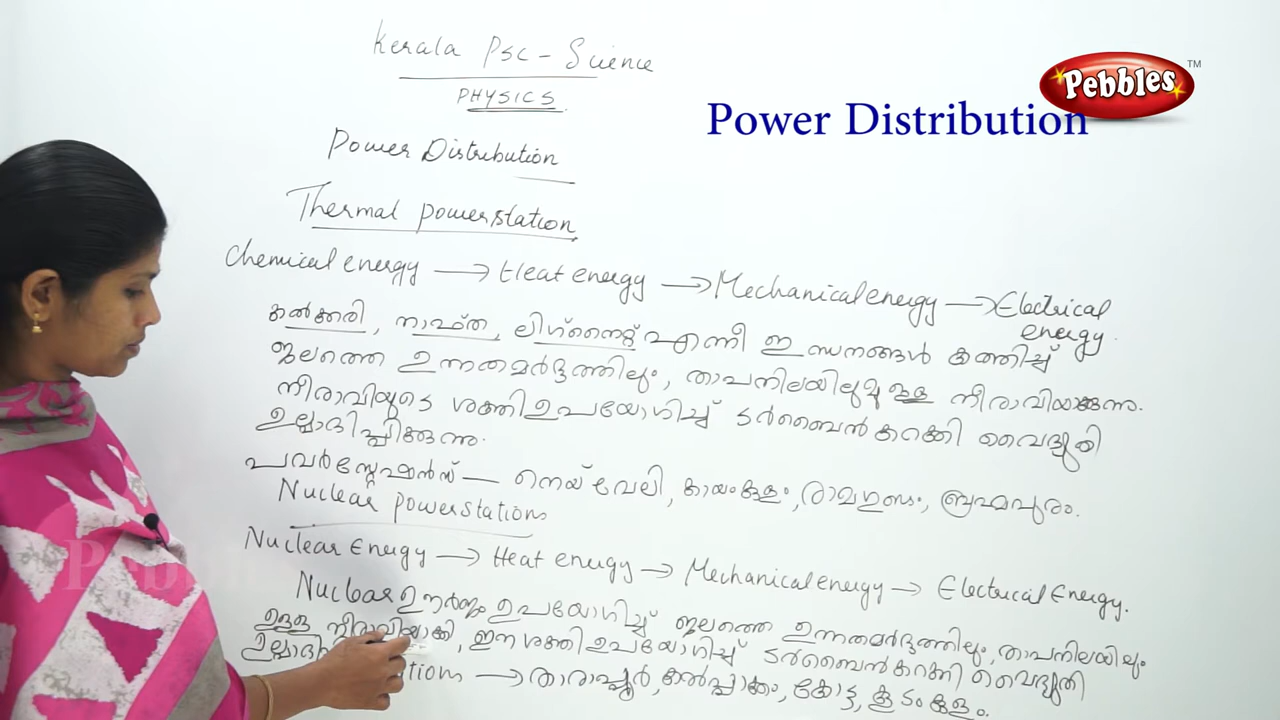 Kerala Psc - Science
PHYSICS
Pebbles TM
Power Distribution
Power Distribution
Thermal powerstation
Chemical energy → Heat energy → Mechanical energy → Electrical energy.
കൽക്കരി, നാഫ്ത, ലിഗ്നൈറ്റ് എന്നീ ഇന്ധനങ്ങൾ കത്തിച്ച്
ജലത്തെ ഉന്നതമർദ്ദത്തിലും, താപനിലയിലുമുള്ള നീരാവിയാക്കുന്നു.
നീരാവിയുടെ ശക്തി ഉപയോഗിച്ച് ടർബൈൻ കറക്കി വൈദ്യുതി
ഉല്പാദിപ്പിക്കുന്നു.
പവർസ്റ്റേഷൻസ് — നെയ് വേലി, കായംകുളം, രാമഗുണ്ടം, ബ്രഹ്മപുരം.
Nuclear powerstations
Nuclear Energy → Heat energy → Mechanical energy → Electrical Energy.
Nuclear ഊർജം ഉപയോഗിച്ച് ജലത്തെ ഉന്നതമർദ്ദത്തിലും, താപനിലയിലും
ഉള്ള നീരാവിയാക്കി, ഈ ശക്തി ഉപയോഗിച്ച് ടർബൈൻ കറക്കി വൈദ്യുതി
→ താരാപ്പൂർ, കൽപ്പാക്കം, കോട്ട, കൂടംകുളം.